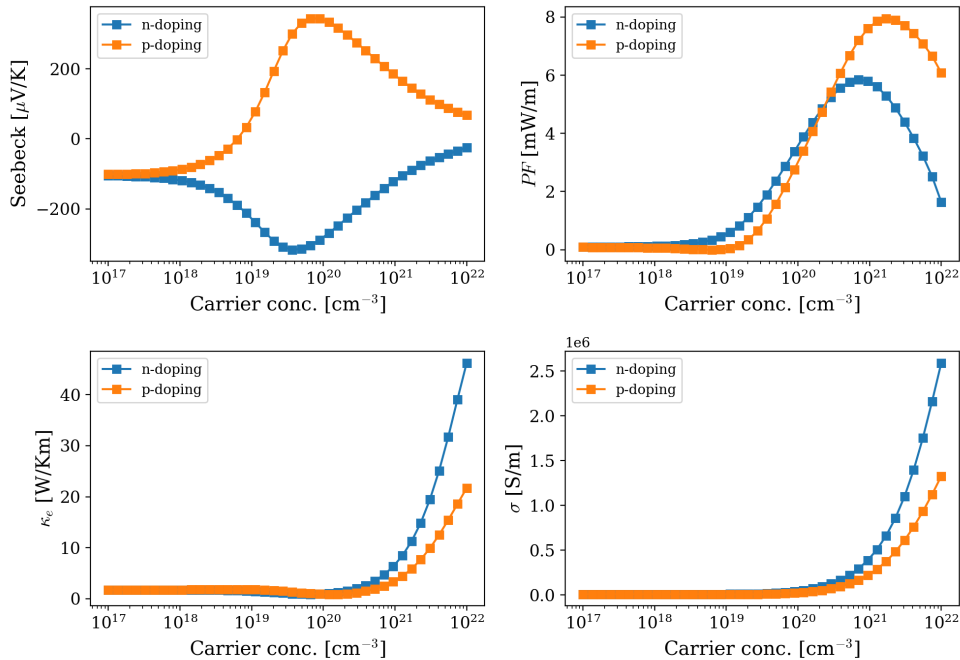 Seebeck [μV/K]
200
0
−200
n-doping
p-doping
10¹⁷ 10¹⁸ 10¹⁹ 10²⁰ 10²¹ 10²²
Carrier conc. [cm⁻³]
PF [mW/m]
8
6
4
2
0
n-doping
p-doping
10¹⁷ 10¹⁸ 10¹⁹ 10²⁰ 10²¹ 10²²
Carrier conc. [cm⁻³]
κₑ [W/Km]
40
30
20
10
0
n-doping
p-doping
10¹⁷ 10¹⁸ 10¹⁹ 10²⁰ 10²¹ 10²²
Carrier conc. [cm⁻³]
1e6
σ [S/m]
2.5
2.0
1.5
1.0
0.5
0.0
n-doping
p-doping
10¹⁷ 10¹⁸ 10¹⁹ 10²⁰ 10²¹ 10²²
Carrier conc. [cm⁻³]